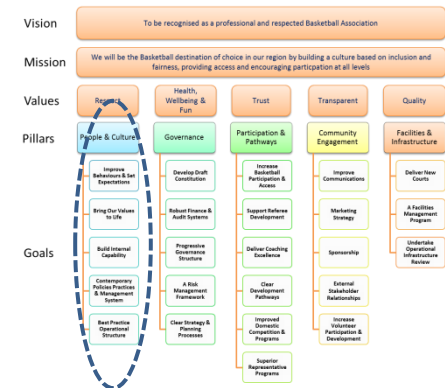 Vision
To be recognised as a professional and respected Basketball Association
Mission
We will be the Basketball destination of choice in our region by building a culture based on inclusion and
fairness, providing access and encouraging participation at all levels
Values
Respect
Health,
Wellbeing &
Fun
Trust
Transparent
Quality
Pillars
People & Culture
Governance
Participation &
Pathways
Community
Engagement
Facilities &
Infrastructure
Goals
Improve
Behaviours & Set
Expectations
Bring Our Values
to Life
Build Internal
Capability
Contemporary
Policies Practices
& Management
System
Best Practice
Operational
Structure
Develop Draft
Constitution
Robust Finance &
Audit Systems
Progressive
Governance
Structure
A Risk
Management
Framework
Clear Strategy &
Planning
Processes
Increase
Basketball
Participation &
Access
Support Referee
Development
Deliver Coaching
Excellence
Clear
Development
Pathways
Improved
Domestic
Competition &
Programs
Superior
Representative
Programs
Improve
Communications
Marketing
Strategy
Sponsorship
External
Stakeholder
Relationships
Increase
Volunteer
Participation &
Development
Deliver New
Courts
A Facilities
Management
Program
Undertake
Operational
Infrastructure
Review